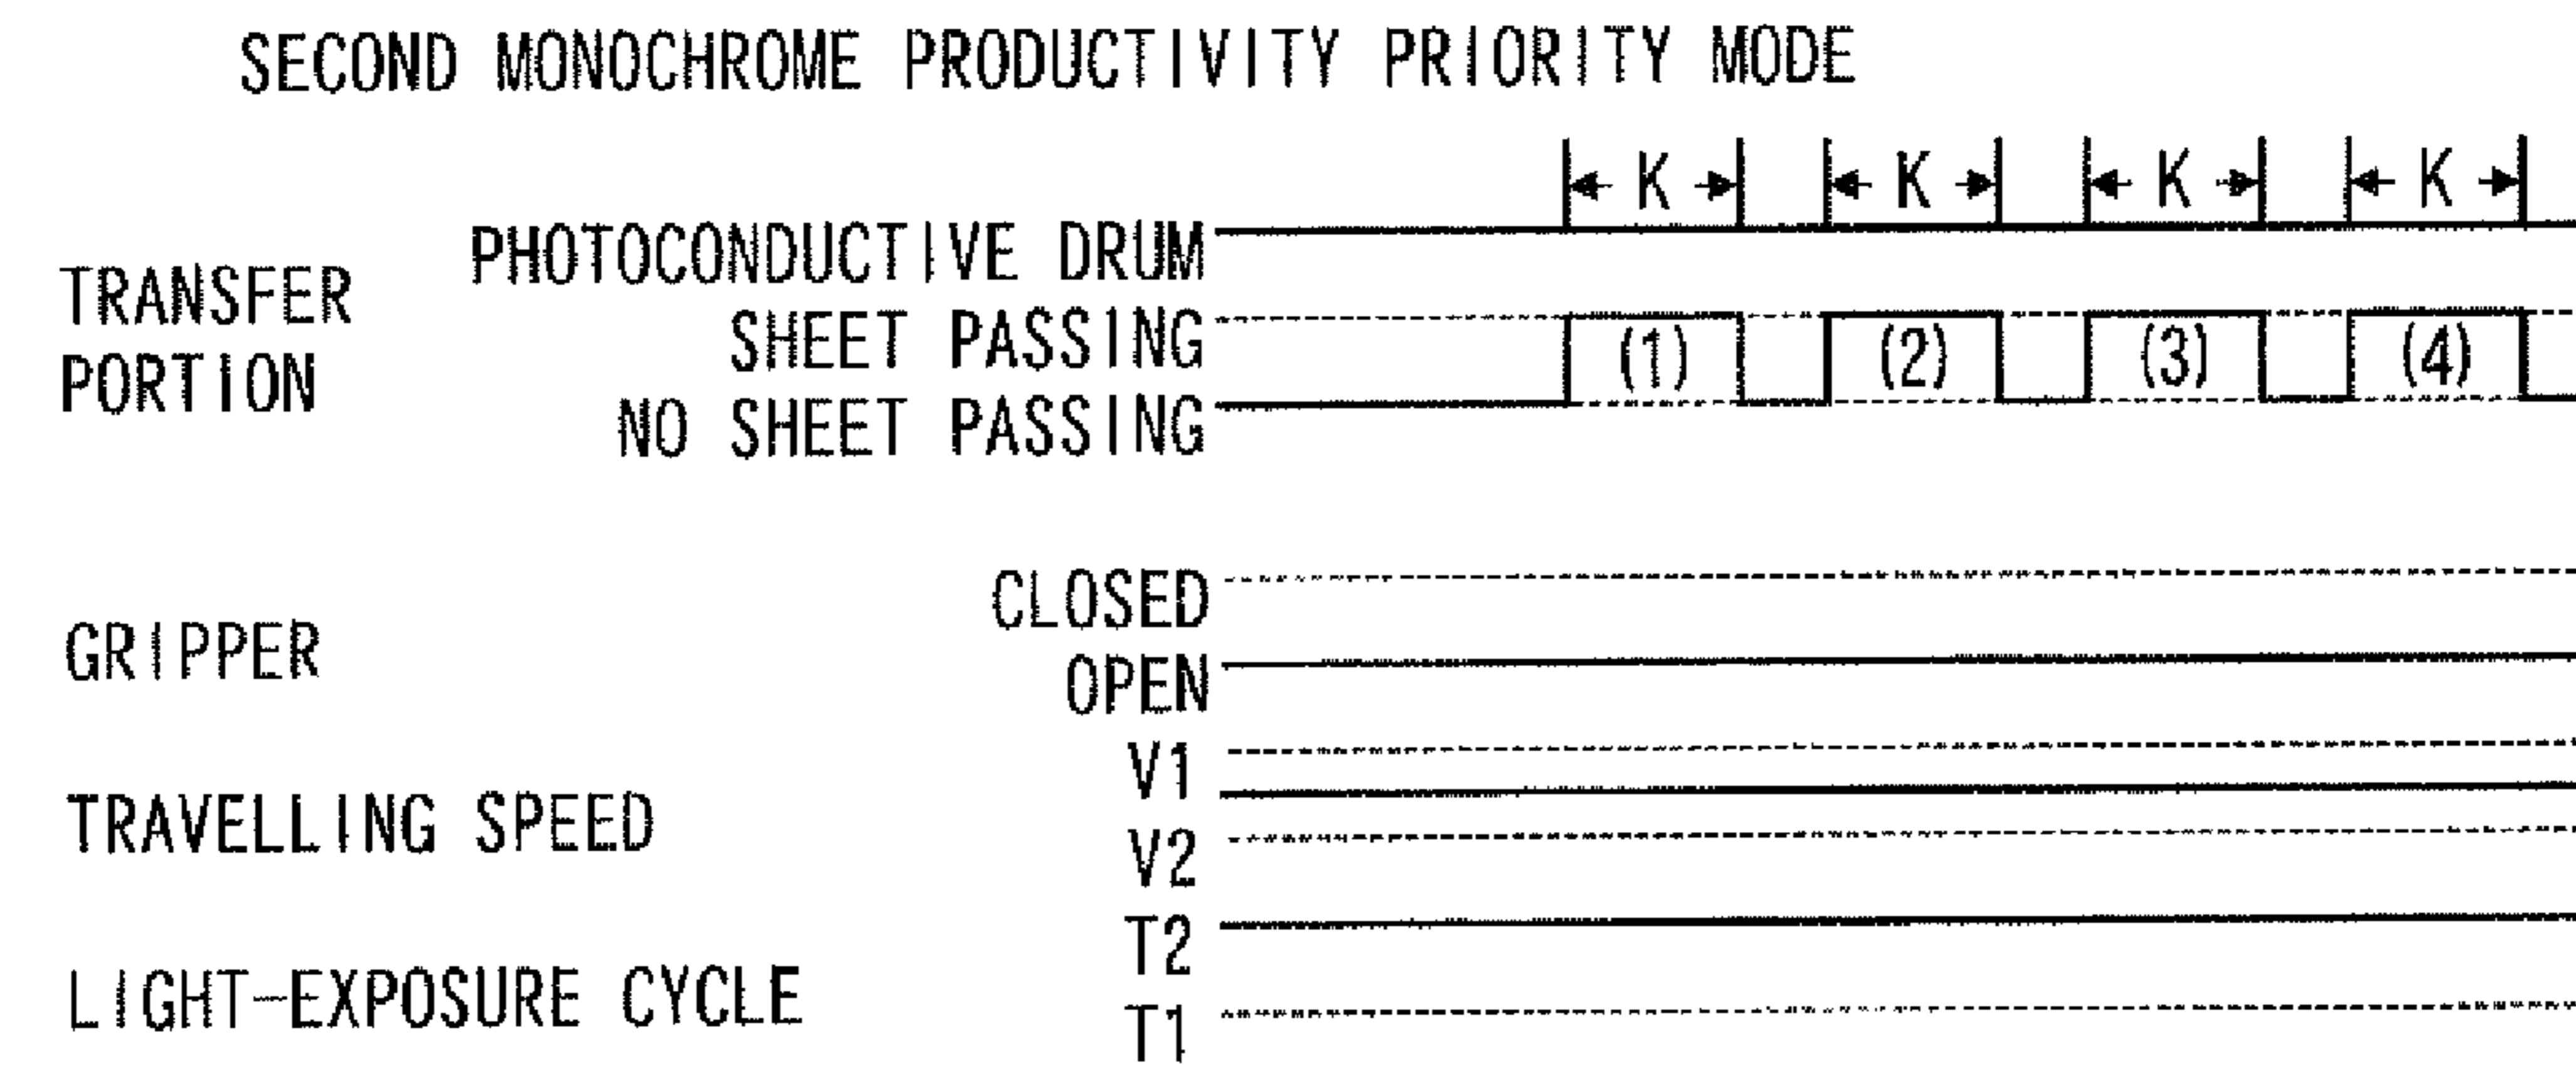 SECOND MONOCHROME PRODUCTIVITY PRIORITY MODE
K K K K
PHOTOCONDUCTIVE DRUM
TRANSFER PORTION
SHEET PASSING
(1) (2) (3) (4)
NO SHEET PASSING
GRIPPER
CLOSED
OPEN
TRAVELLING SPEED
V1
V2
LIGHT-EXPOSURE CYCLE
T2
T1